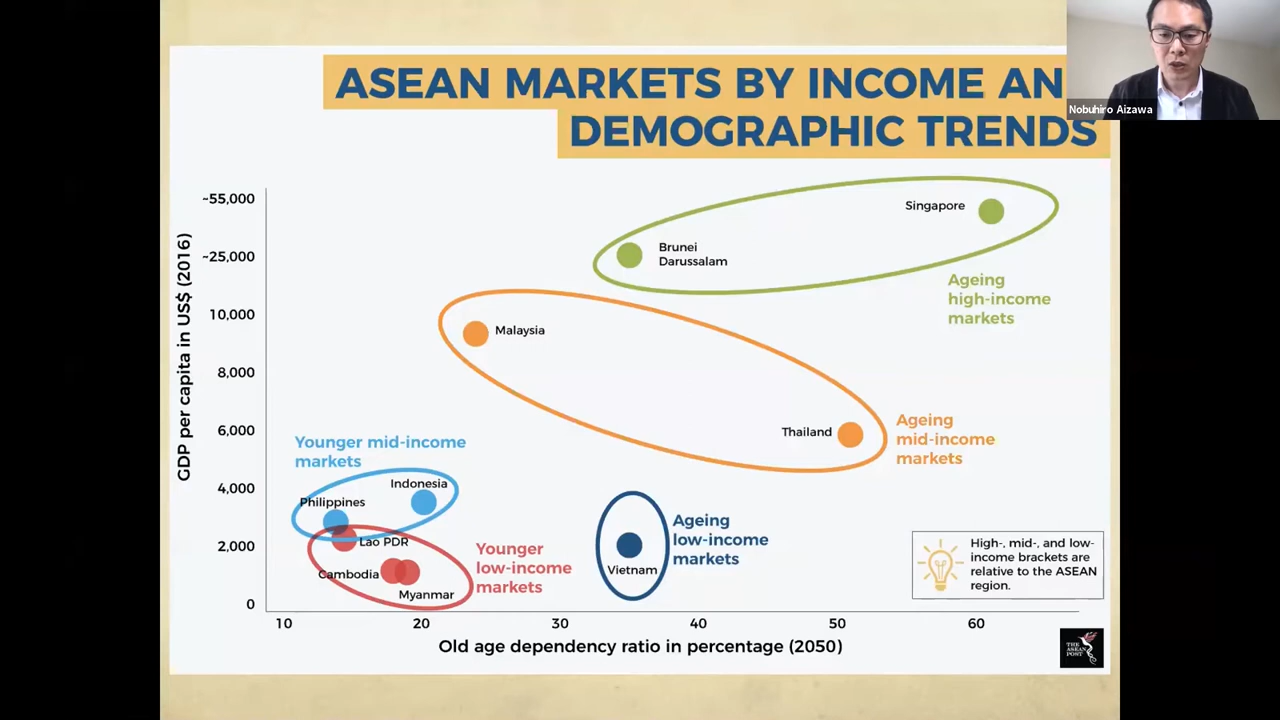 ASEAN MARKETS BY INCOME AN
DEMOGRAPHIC TRENDS
Nobuhiro Aizawa
GDP per capita in US$ (2016)
~55,000
~25,000
10,000
8,000
6,000
4,000
2,000
0
Singapore
Brunei
Darussalam
Ageing
high-income
markets
Malaysia
Thailand
Ageing
mid-income
markets
Younger mid-income
markets
Indonesia
Philippines
Lao PDR
Cambodia
Myanmar
Younger
low-income
markets
Vietnam
Ageing
low-income
markets
High-, mid-, and low-
income brackets are
relative to the ASEAN
region.
10 20 30 40 50 60
Old age dependency ratio in percentage (2050)
THE
ASEAN
POST